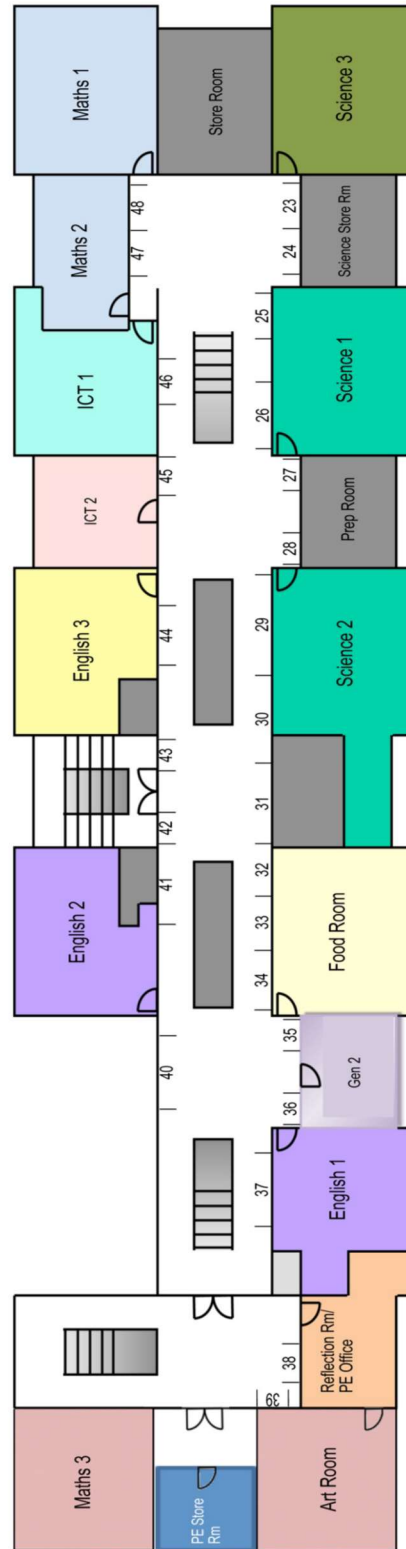 Maths 1
Store Room
Science 3
Maths 2
48
47
23
24
Science Store Rm
ICT 1
46
25
26
Science 1
ICT 2
45
27
28
Prep Room
English 3
44
29
30
Science 2
43
42
31
English 2
41
32
33
34
Food Room
40
35
36
Gen 2
37
English 1
38
39
Reflection Rm/
PE Office
Maths 3
PE Store
Rm
Art Room